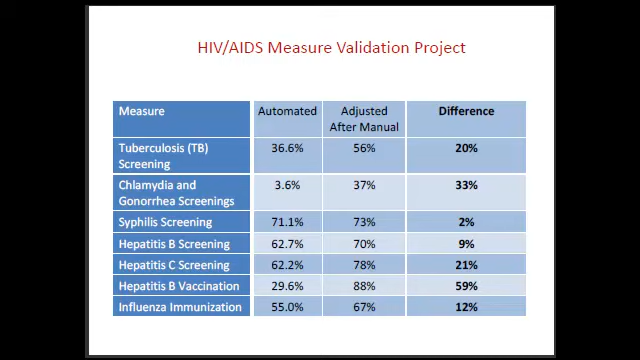 HIV/AIDS Measure Validation Project
Measure Automated Adjusted After Manual Difference
Tuberculosis (TB) Screening 36.6% 56% 20%
Chlamydia and Gonorrhea Screenings 3.6% 37% 33%
Syphilis Screening 71.1% 73% 2%
Hepatitis B Screening 62.7% 70% 9%
Hepatitis C Screening 62.2% 78% 21%
Hepatitis B Vaccination 29.6% 88% 59%
Influenza Immunization 55.0% 67% 12%